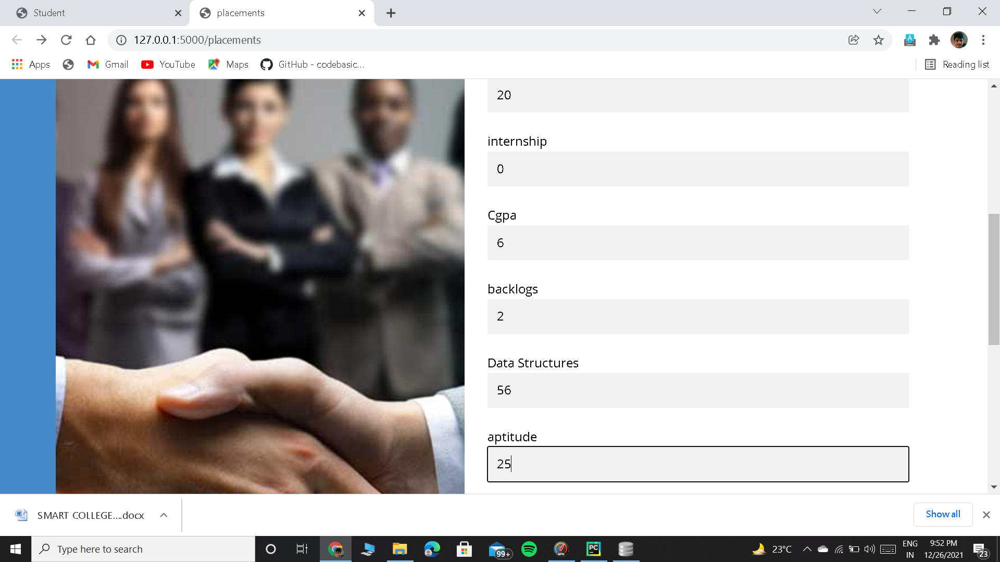 Student
placements
127.0.0.1:5000/placements
Apps
Gmail
YouTube
Maps
GitHub - codebasic...
Reading list
20
internship
0
Cgpa
6
backlogs
2
Data Structures
56
aptitude
25
SMART COLLEGE....docx
Show all
Type here to search
99+
PC
23°C
ENG
IN
9:52 PM
12/26/2021
23